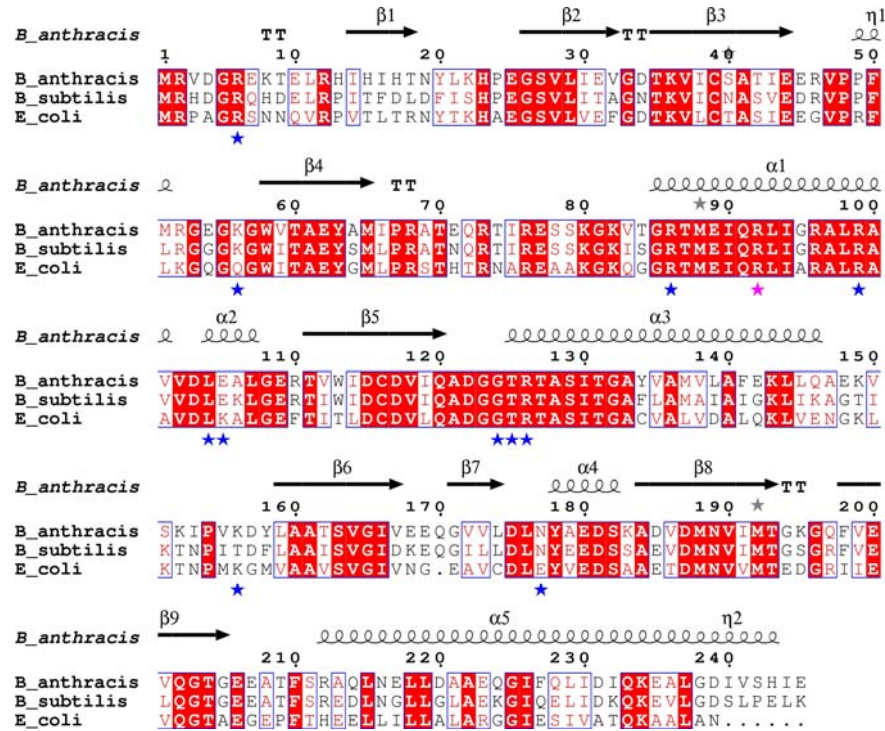 β1 β2 β3 η1
B_anthracis TT TT
1 10 20 30 40 50
B_anthracis MRVDGREKTELRHIHIHTNYLKHPEGSVLIEVGDTKVICSATIEERVPPF
B_subtilis MRHDGRQHDELRPITFDLDFISHPEGSVLITAGNTKVICNASVEDRVPPF
E_coli MRPAGRSNNQVRPVTLTRNYTKHAEGSVLVEFGDTKVLCTASIEEGVPRF
β4 α1
B_anthracis TT
60 70 80 90 100
B_anthracis MRGEGKGWVTAEYAMIPRATEQRTIRESSKGKVTGRTMEIQRLIGRALRA
B_subtilis LRGGGKGWITAEYSMLPRATNQRTIRESSKGKISGRTMEIQRLIGRALRA
E_coli LKGQGQGWITAEYGMLPRSTHTRNAREAAKGKQGGRTMEIQRLIARALRA
α2 β5 α3
B_anthracis
110 120 130 140 150
B_anthracis VVDLEALGERTVWIDCDVIQADGGTRTASITGAYVAMVLAFEKLLQAEKV
B_subtilis VVDLEKLGERTIWIDCDVIQADGGTRTASITGAFLAMAIAIGKLIKAGTI
E_coli AVDLKALGEFTITLDCDVLQADGGTRTASITGACVALVDALQKLVENGKL
β6 β7 α4 β8
B_anthracis TT
160 170 180 190 200
B_anthracis SKIPVKDYLAATSVGIVEEQGVVLDLNYAEDSKADVDMNVIMTGKGQFVE
B_subtilis KTNPITDFLAAISVGIDKEQGILLDLNYEEDSSAEVDMNVIMTGSGRFVE
E_coli KTNPMKGMVAAVSVGIVNG.EAVCDLEYVEDSAAETDMNVVMTEDGRIIE
β9 α5 η2
B_anthracis
210 220 230 240
B_anthracis VQGTGEEATFSRAQLNELLDAAEQGIFQLIDIQKEALGDIVSHIE
B_subtilis LQGTGEEATFSREDLNGLLGLAEKGIQELIDKQKEVLGDSLPELK
E_coli VQGTAEGEPFTHEELLILLALARGGIESIVATQKAALAN......